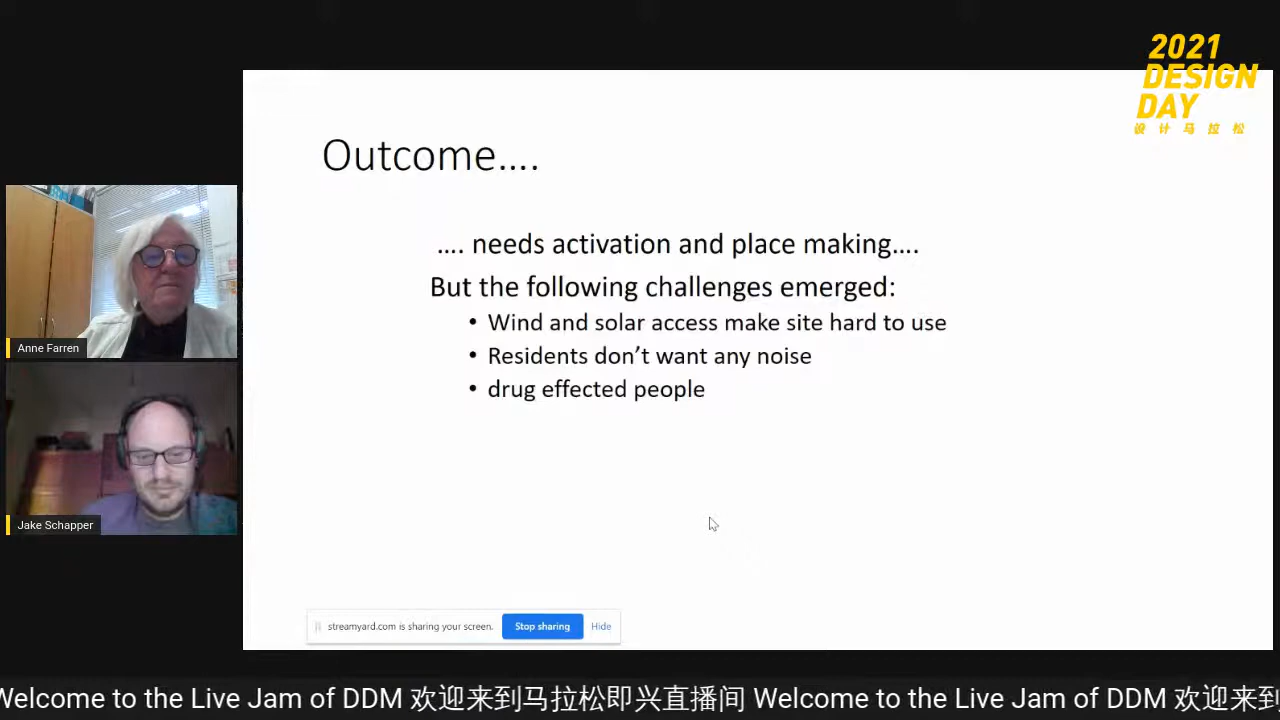 2021
DESIGN
DAY
设计马拉松
Outcome....
.... needs activation and place making....
But the following challenges emerged:
• Wind and solar access make site hard to use
• Residents don't want any noise
• drug effected people
Anne Farren
Jake Schapper
streamyard.com is sharing your screen.
Stop sharing
Hide
Welcome to the Live Jam of DDM 欢迎来到马拉松即兴直播间 Welcome to the Live Jam of DDM 欢迎来到